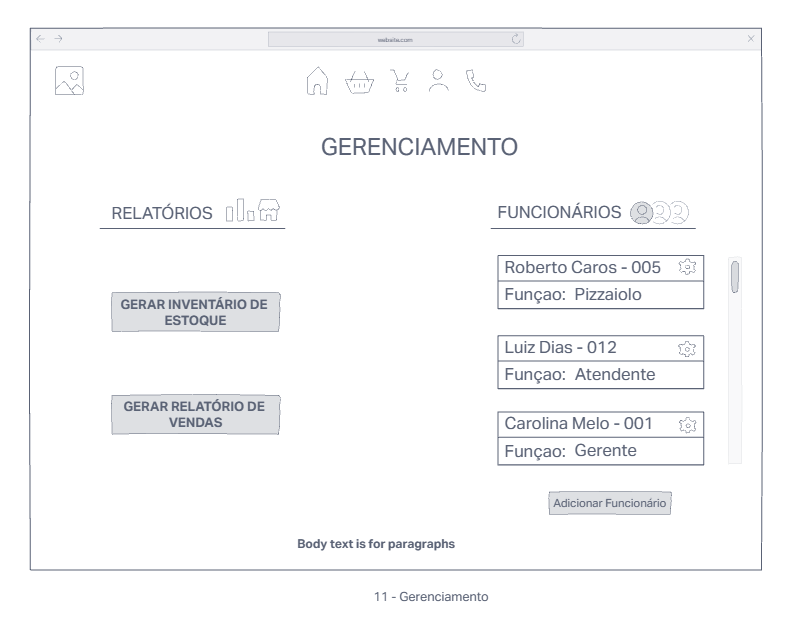 website.com
GERENCIAMENTO
RELATÓRIOS
GERAR INVENTÁRIO DE
ESTOQUE
GERAR RELATÓRIO DE
VENDAS
FUNCIONÁRIOS
Roberto Caros - 005
Funçao: Pizzaiolo
Luiz Dias - 012
Funçao: Atendente
Carolina Melo - 001
Funçao: Gerente
Adicionar Funcionário
Body text is for paragraphs
11 - Gerenciamento